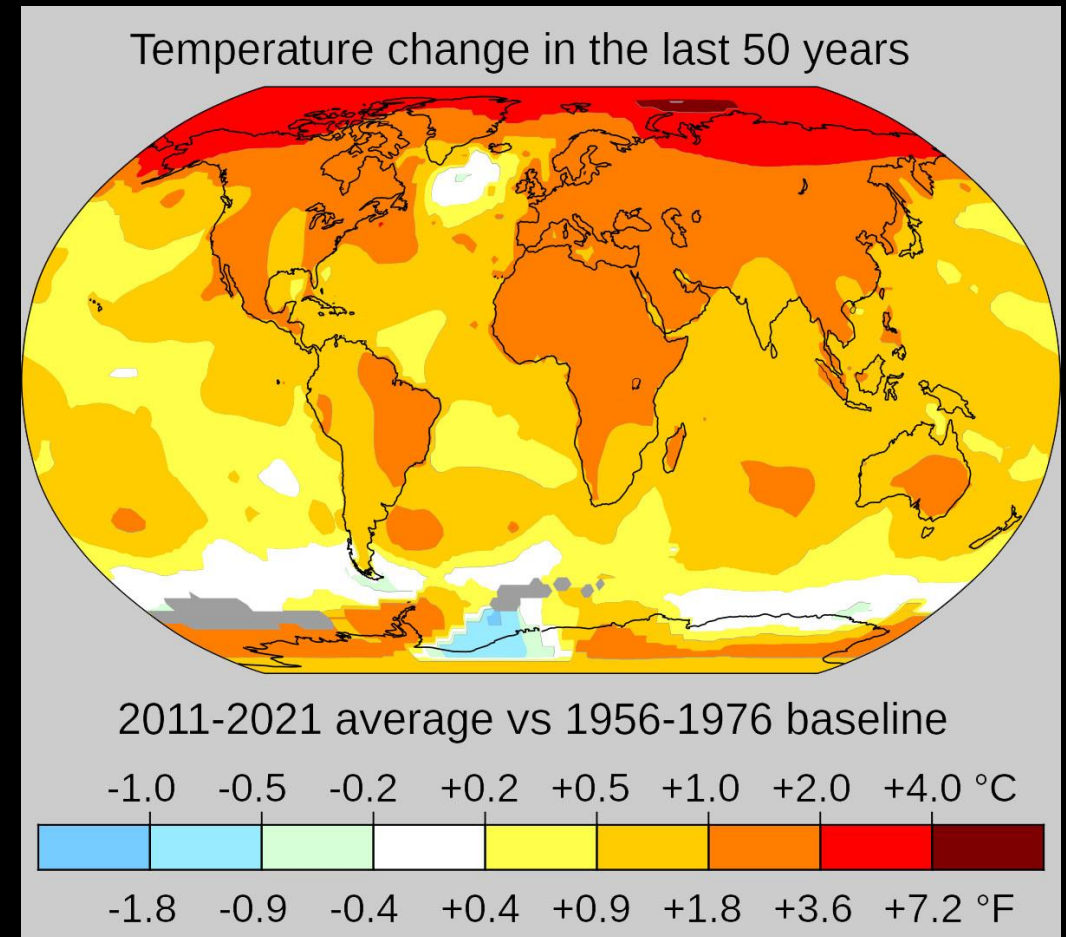 Temperature change in the last 50 years
2011-2021 average vs 1956-1976 baseline
-1.0 -0.5 -0.2 +0.2 +0.5 +1.0 +2.0 +4.0 °C
-1.8 -0.9 -0.4 +0.4 +0.9 +1.8 +3.6 +7.2 °F